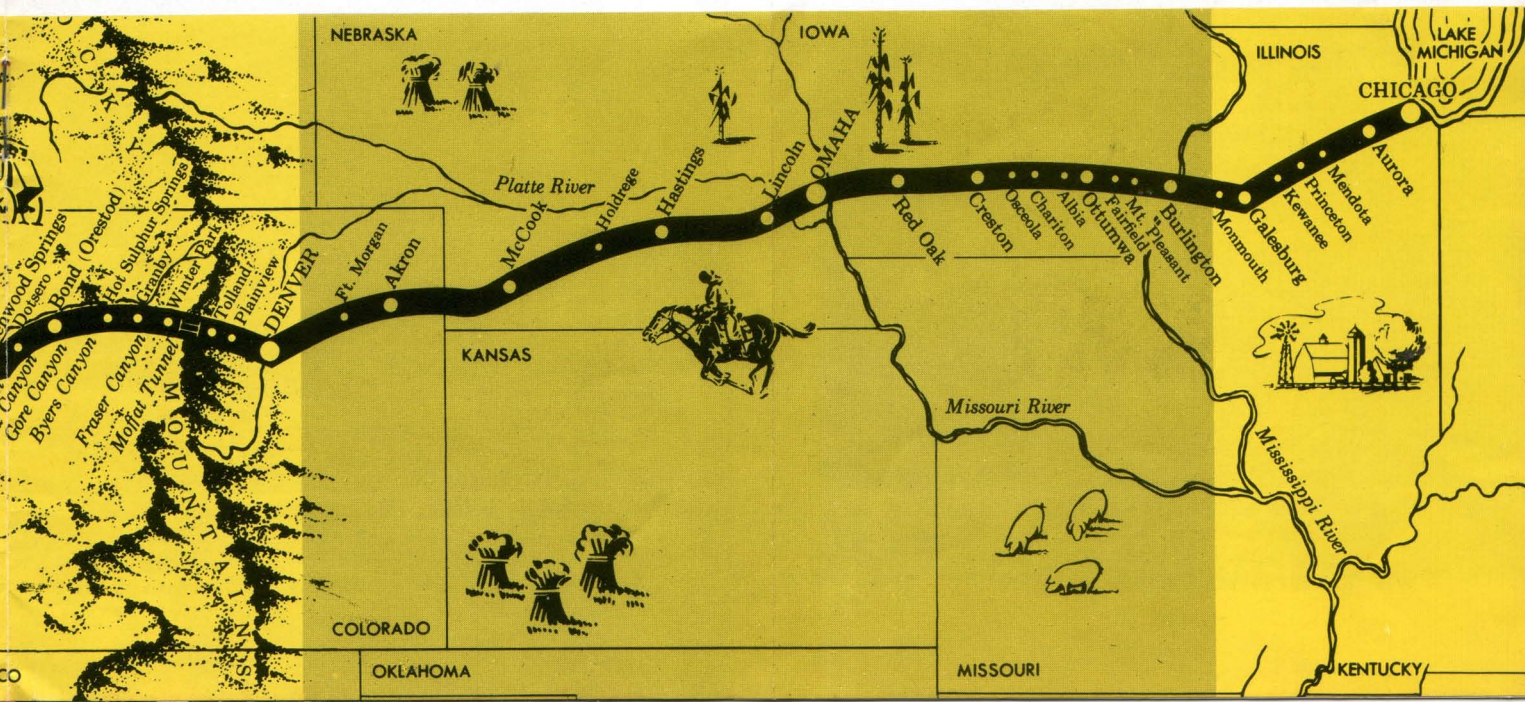 NEBRASKA
IOWA
ILLINOIS
LAKE
MICHIGAN
CHICAGO
ROCKY
MOUNTAINS
Platte River
Dotsero
Bond (Orestod)
Hot Sulphur Springs
Granby
Winter Park
Tolland
Plainview
DENVER
Ft. Morgan
Akron
McCook
Holdrege
Hastings
Lincoln
OMAHA
Red Oak
Creston
Osceola
Chariton
Albia
Ottumwa
Fairfield
Mt. Pleasant
Burlington
Monmouth
Galesburg
Kewanee
Princeton
Mendota
Aurora
Canyon
Gore Canyon
Byers Canyon
Fraser Canyon
Moffat Tunnel
KANSAS
Missouri River
Mississippi River
COLORADO
OKLAHOMA
MISSOURI
KENTUCKY
CO